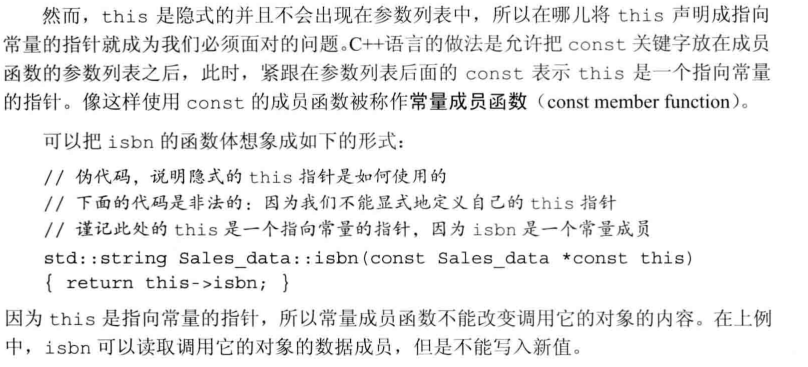 然而，this 是隐式的并且不会出现在参数列表中，所以在哪儿将 this 声明成指向
常量的指针就成为我们必须面对的问题。C++语言的做法是允许把 const 关键字放在成员
函数的参数列表之后，此时，紧跟在参数列表后面的 const 表示 this 是一个指向常量
的指针。像这样使用 const 的成员函数被称作常量成员函数（const member function）。
可以把 isbn 的函数体想象成如下的形式：
// 伪代码，说明隐式的 this 指针是如何使用的
// 下面的代码是非法的：因为我们不能显式地定义自己的 this 指针
// 谨记此处的 this 是一个指向常量的指针，因为 isbn 是一个常量成员
std::string Sales_data::isbn(const Sales_data *const this)
{ return this->isbn; }
因为 this 是指向常量的指针，所以常量成员函数不能改变调用它的对象的内容。在上例
中，isbn 可以读取调用它的对象的数据成员，但是不能写入新值。